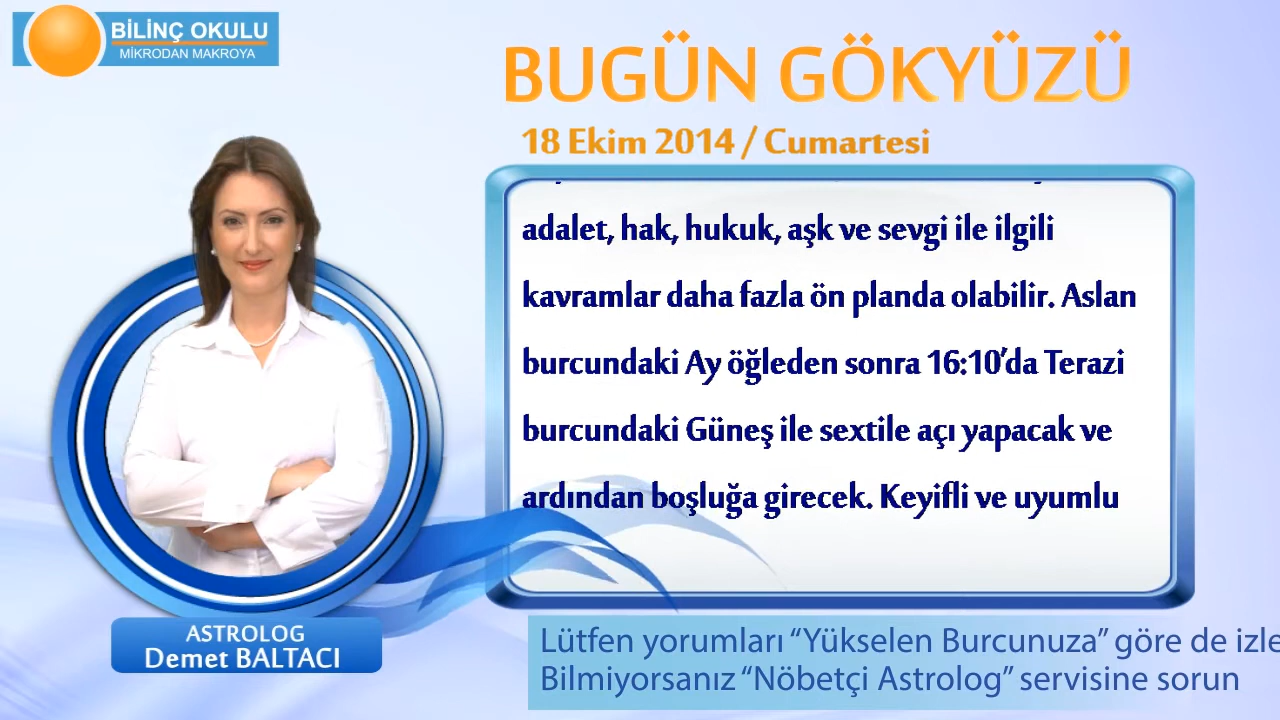 BİLİNÇ OKULU
MİKRODAN MAKROYA
BUGÜN GÖKYÜZÜ
18 Ekim 2014 / Cumartesi
adalet, hak, hukuk, aşk ve sevgi ile ilgili
kavramlar daha fazla ön planda olabilir. Aslan
burcundaki Ay öğleden sonra 16:10'da Terazi
burcundaki Güneş ile sextile açı yapacak ve
ardından boşluğa girecek. Keyifli ve uyumlu
ASTROLOG
Demet BALTACI
Lütfen yorumları “Yükselen Burcunuza” göre de izle
Bilmiyorsanız “Nöbetçi Astrolog” servisine sorun